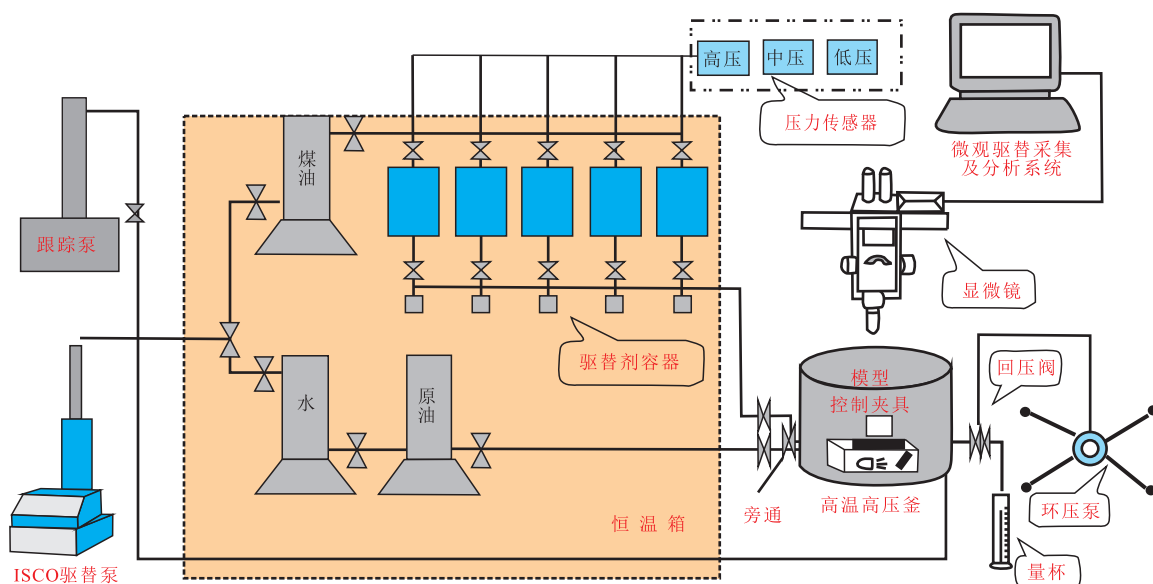 高压
中压
低压
压力传感器
微观驱替采集
及分析系统
煤
油
跟踪泵
显微镜
驱替剂容器
回压阀
模型
控制夹具
水
原
油
高温高压釜
旁通
环压泵
恒温箱
ISCO驱替泵
量杯